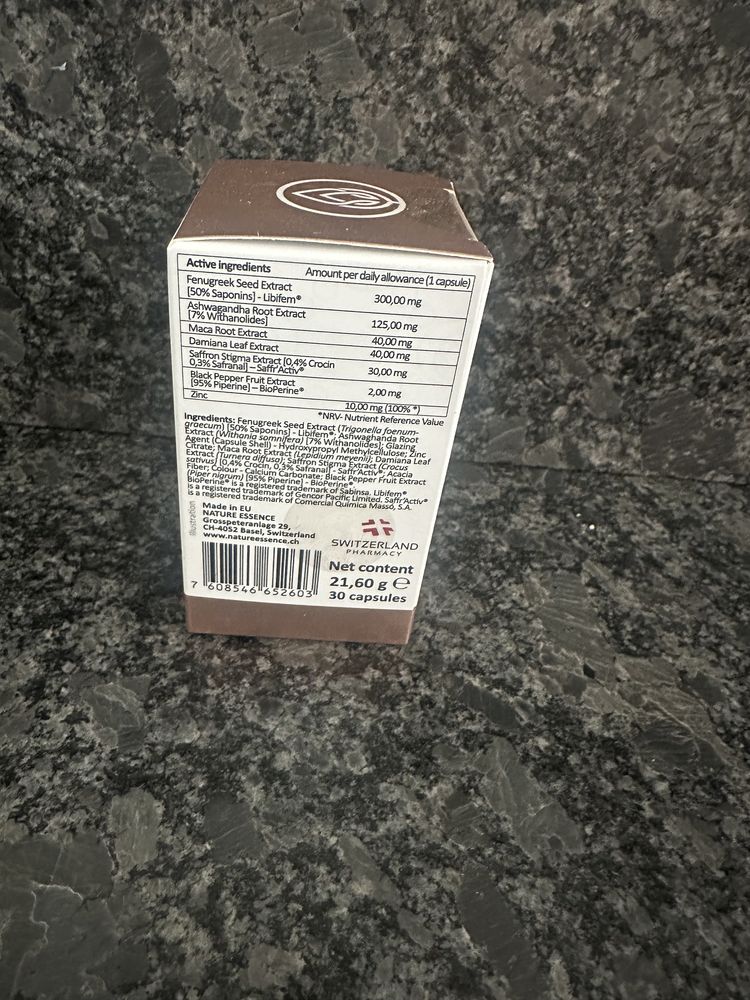 Active ingredients Amount per daily allowance (1 capsule)
Fenugreek Seed Extract
[50% Saponins] - Libifem® 300,00 mg
Ashwagandha Root Extract
[7% Withanolides] 125,00 mg
Maca Root Extract 40,00 mg
Damiana Leaf Extract 40,00 mg
Saffron Stigma Extract [0,4% Crocin
0,3% Safranal] – Saffr'Activ® 30,00 mg
Black Pepper Fruit Extract
[95% Piperine] – BioPerine® 2,00 mg
Zinc 10,00 mg (100% *)
*NRV- Nutrient Reference Value
Ingredients: Fenugreek Seed Extract (Trigonella foenum-
graecum) [50% Saponins] - Libifem®; Ashwaghanda Root
Extract (Withania somnifera) [7% Withanolides]; Glazing
Agent (Capsule Shell) - Hydroxypropyl Methylcellulose; Zinc
Citrate; Maca Root Extract (Lepidium meyenii); Damiana Leaf
Extract (Turnera diffusa); Saffron Stigma Extract (Crocus
sativus) [0,4% Crocin, 0,3% Safranal] - Saffr'Activ®; Acacia
Fiber; Colour - Calcium Carbonate; Black Pepper Fruit Extract
(Piper nigrum) [95% Piperine] - BioPerine®.
BioPerine® is a registered trademark of Sabinsa. Libifem®
is a registered trademark of Gencor Pacific Limited. Saffr'Activ®
is a registered trademark of Comercial Quimica Massó, S.A.
Illustration
Made in EU
NATURE ESSENCE
Grosspeteranlage 29,
CH-4052 Basel, Switzerland
www.natureessence.ch
7 608546 652603
SWITZERLAND
PHARMACY
Net content
21,60 g ℮
30 capsules